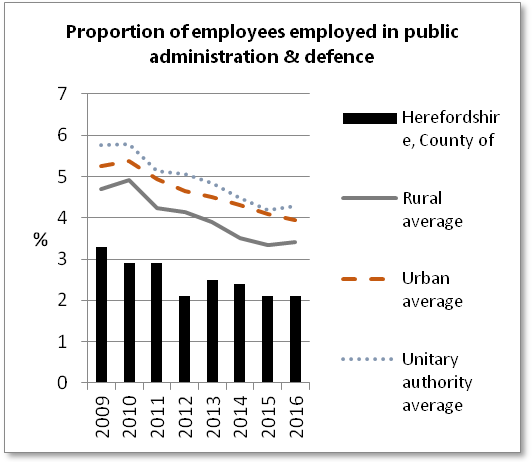 Proportion of employees employed in public
administration & defence
7
6
5
4
3
2
1
0
%
2009
2010
2011
2012
2013
2014
2015
2016
Herefordshir
e, County of
Rural
average
Urban
average
Unitary
authority
average